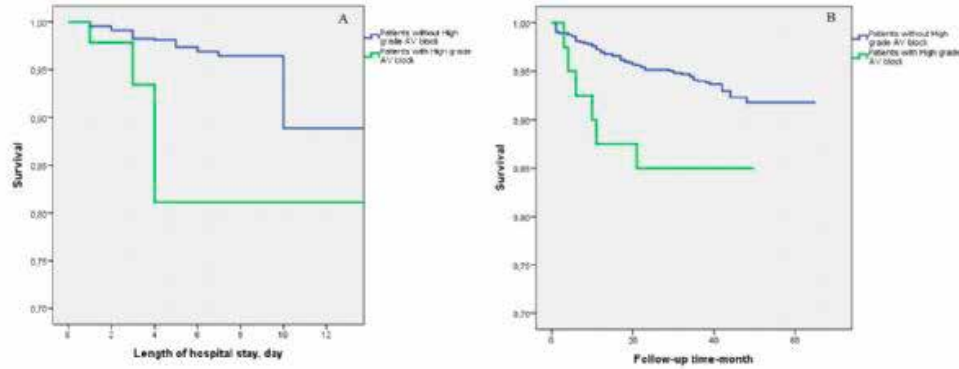 A
1,00
0,95
0,90
0,85
0,80
0,75
0,70
Survival
0 2 4 6 8 10 12
Length of hospital stay, day
Patients without High
grade AV block
Patients with High grade
AV block
B
1,00
0,95
0,90
0,85
0,80
0,75
0,70
Survival
0 20 40 60
Follow-up time-month
Patients without High
grade AV block
Patients with High grade
AV block